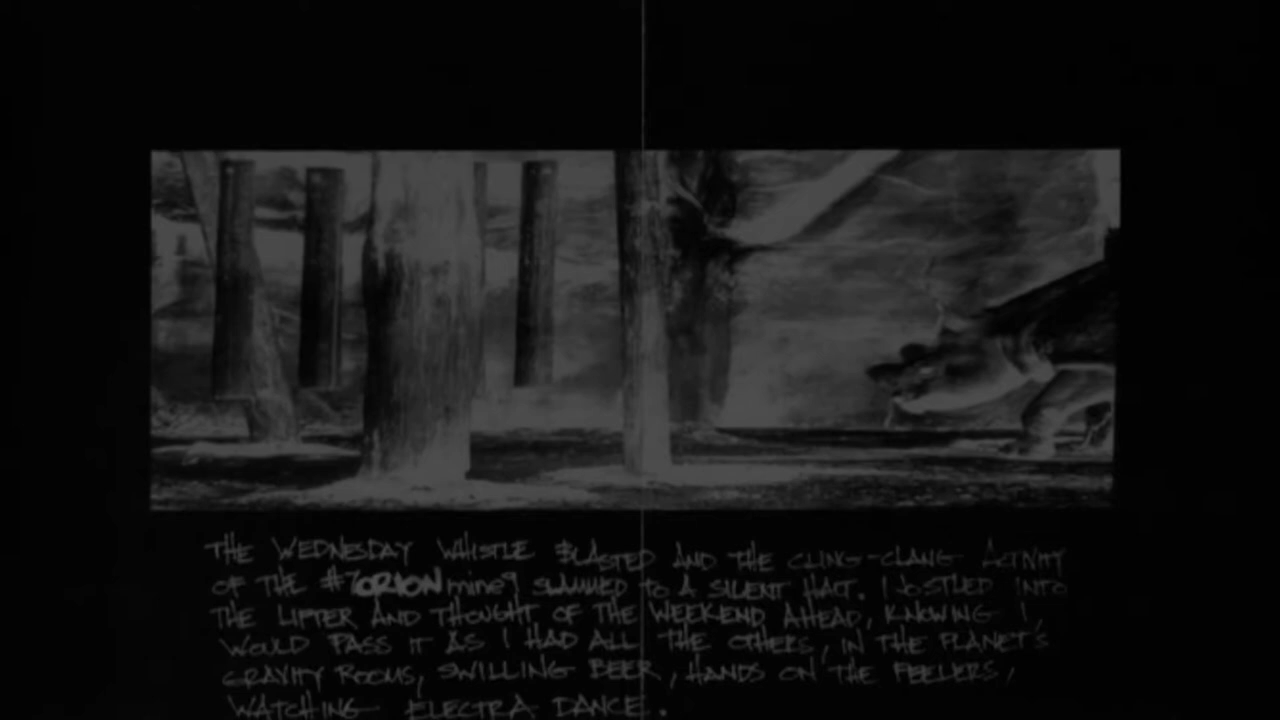 THE WEDNESDAY WHISTLE BLASTED AND THE CLING-CLANG ACTIVITY
OF THE #7 ORION mine9 SLAMMED TO A SILENT HALT. I JOSTLED INTO
THE LIFTER AND THOUGHT OF THE WEEKEND AHEAD, KNOWING I,
WOULD PASS IT AS I HAD ALL THE OTHERS, IN THE PLANET'S
GRAVITY ROOMS, SWILLING BEER, HANDS ON THE FEELERS,
WATCHING ELECTRA DANCE.